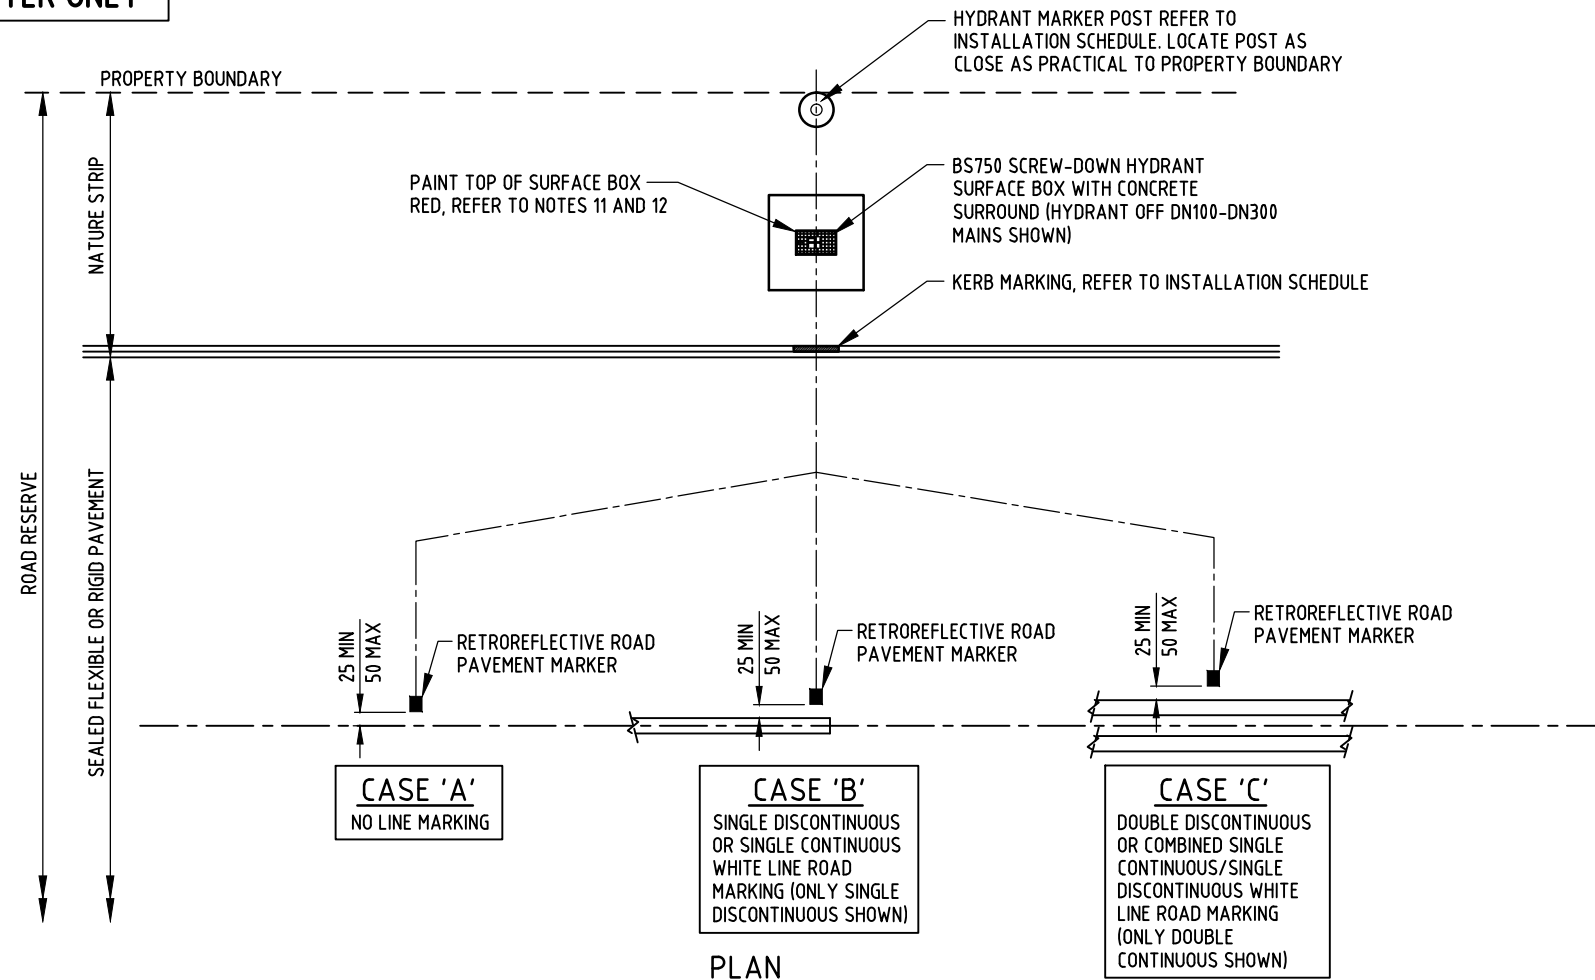 HYDRANT MARKER POST REFER TO
INSTALLATION SCHEDULE. LOCATE POST AS
CLOSE AS PRACTICAL TO PROPERTY BOUNDARY
PROPERTY BOUNDARY
PAINT TOP OF SURFACE BOX
RED, REFER TO NOTES 11 AND 12
BS750 SCREW-DOWN HYDRANT
SURFACE BOX WITH CONCRETE
SURROUND (HYDRANT OFF DN100-DN300
MAINS SHOWN)
KERB MARKING, REFER TO INSTALLATION SCHEDULE
NATURE STRIP
ROAD RESERVE
SEALED FLEXIBLE OR RIGID PAVEMENT
25 MIN
50 MAX
RETROREFLECTIVE ROAD
PAVEMENT MARKER
25 MIN
50 MAX
RETROREFLECTIVE ROAD
PAVEMENT MARKER
25 MIN
50 MAX
RETROREFLECTIVE ROAD
PAVEMENT MARKER
CASE 'A'
NO LINE MARKING
CASE 'B'
SINGLE DISCONTINUOUS
OR SINGLE CONTINUOUS
WHITE LINE ROAD
MARKING (ONLY SINGLE
DISCONTINUOUS SHOWN)
CASE 'C'
DOUBLE DISCONTINUOUS
OR COMBINED SINGLE
CONTINUOUS/SINGLE
DISCONTINUOUS WHITE
LINE ROAD MARKING
(ONLY DOUBLE
CONTINUOUS SHOWN)
PLAN